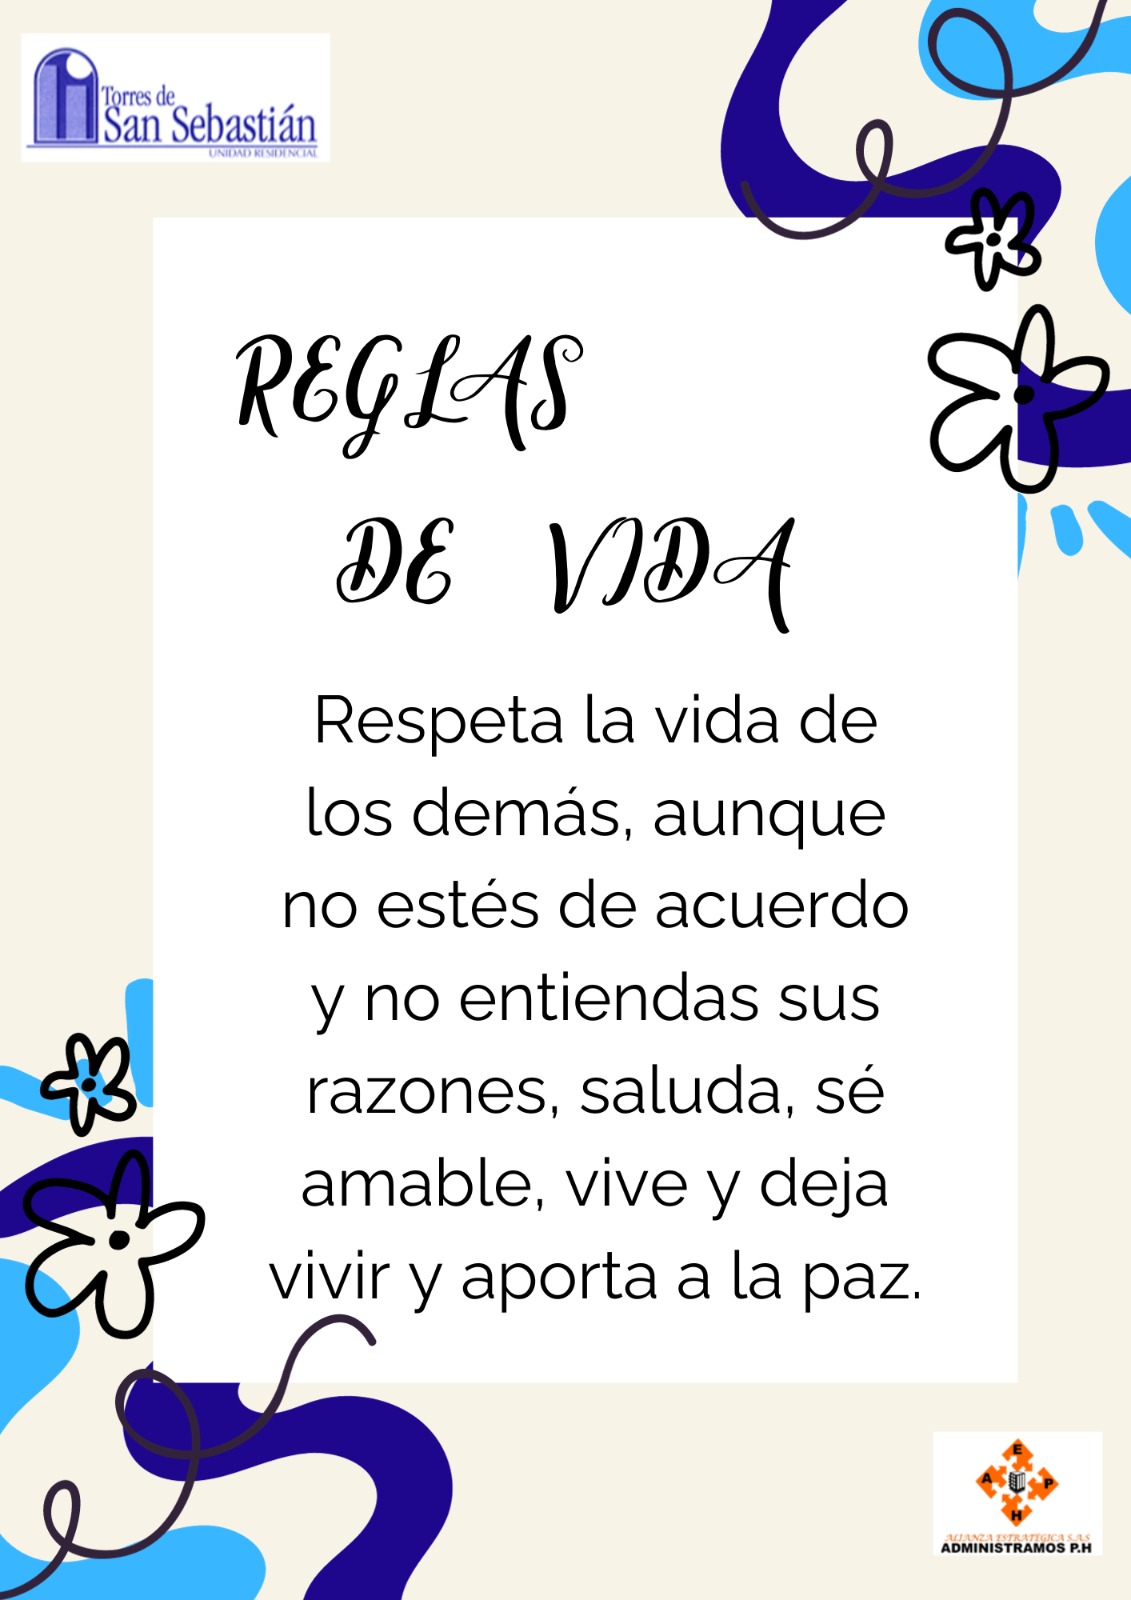 Torres de
San Sebastián
UNIDAD RESIDENCIAL
REGLAS
DE VIDA
Respeta la vida de
los demás, aunque
no estés de acuerdo
y no entiendas sus
razones, saluda, sé
amable, vive y deja
vivir y aporta a la paz.
E
A P
H
ALIANZA ESTRATEGICA S.A.S
ADMINISTRAMOS P.H